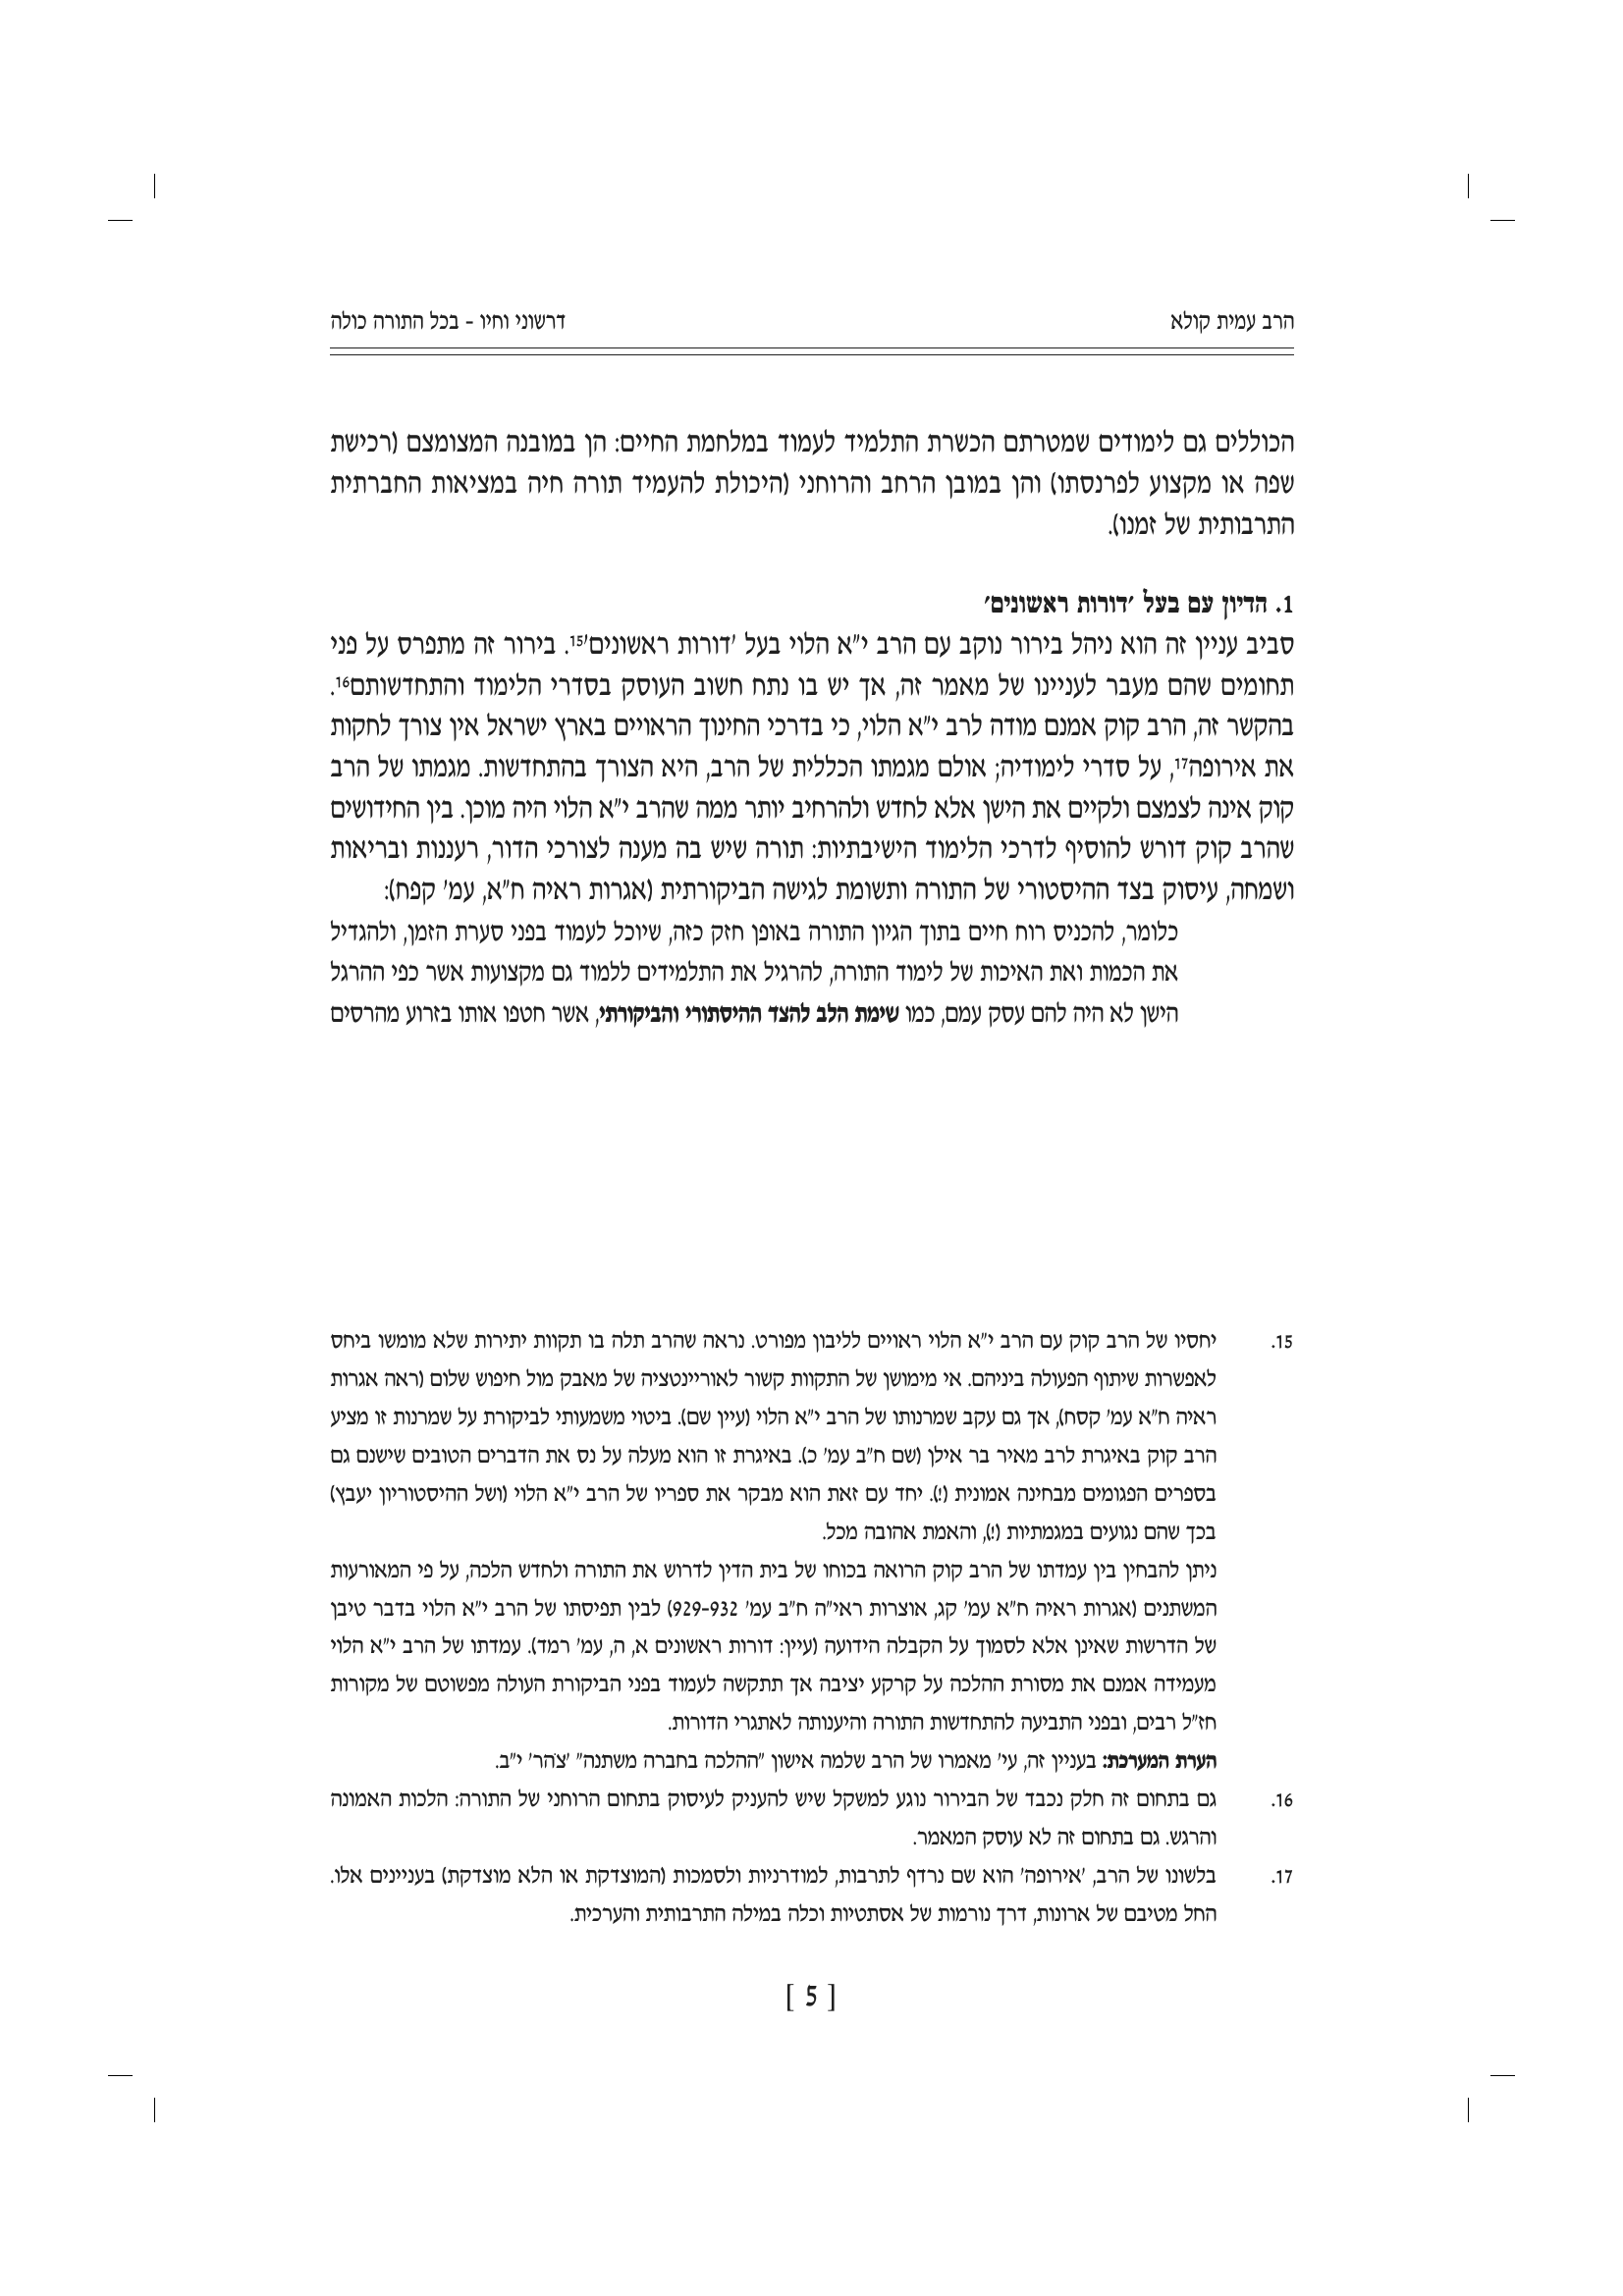 הרב עמית קולא
דרשוני וחיו - בכל התורה כולה
הכוללים גם לימודים שמטרתם הכשרת התלמיד לעמוד במלחמת החיים: הן במובנה המצומצם (רכישת
שפה או מקצוע לפרנסתו) והן במובן הרחב והרוחני (היכולת להעמיד תורה חיה במציאות החברתית
התרבותית של זמנו).
1. הדיון עם בעל 'דורות ראשונים'
סביב עניין זה הוא ניהל בירור נוקב עם הרב י"א הלוי בעל 'דורות ראשונים'15. בירור זה מתפרס על פני
תחומים שהם מעבר לעניינו של מאמר זה, אך יש בו נתח חשוב העוסק בסדרי הלימוד והתחדשותם16.
בהקשר זה, הרב קוק אמנם מודה לרב י"א הלוי, כי בדרכי החינוך הראויים בארץ ישראל אין צורך לחקות
את אירופה17, על סדרי לימודיה; אולם מגמתו הכללית של הרב, היא הצורך בהתחדשות. מגמתו של הרב
קוק אינה לצמצם ולקיים את הישן אלא לחדש ולהרחיב יותר ממה שהרב י"א הלוי היה מוכן. בין החידושים
שהרב קוק דורש להוסיף לדרכי הלימוד הישיבתיות: תורה שיש בה מענה לצורכי הדור, רעננות ובריאות
ושמחה, עיסוק בצד ההיסטורי של התורה ותשומת לגישה הביקורתית (אגרות ראיה ח"א, עמ' קפח):
כלומר, להכניס רוח חיים בתוך הגיון התורה באופן חזק כזה, שיוכל לעמוד בפני סערת הזמן, ולהגדיל
את הכמות ואת האיכות של לימוד התורה, להרגיל את התלמידים ללמוד גם מקצועות אשר כפי ההרגל
הישן לא היה להם עסק עמם, כמו שימת הלב להצד ההיסתורי והביקורתי, אשר חטפו אותו בזרוע מהרסים
15. יחסיו של הרב קוק עם הרב י"א הלוי ראויים לליבון מפורט. נראה שהרב תלה בו תקוות יתירות שלא מומשו ביחס
לאפשרות שיתוף הפעולה ביניהם. אי מימושן של התקוות קשור לאוריינטציה של מאבק מול חיפוש שלום (ראה אגרות
ראיה ח"א עמ' קסח), אך גם עקב שמרנותו של הרב י"א הלוי (עיין שם). ביטוי משמעותי לביקורת על שמרנות זו מציע
הרב קוק באיגרת לרב מאיר בר אילן (שם ח"ב עמ' כ). באיגרת זו הוא מעלה על נס את הדברים הטובים שישנם גם
בספרים הפגומים מבחינה אמונית (!). יחד עם זאת הוא מבקר את ספריו של הרב י"א הלוי (ושל ההיסטוריון יעבץ)
בכך שהם נגועים במגמתיות (!), והאמת אהובה מכל.
ניתן להבחין בין עמדתו של הרב קוק הרואה בכוחו של בית הדין לדרוש את התורה ולחדש הלכה, על פי המאורעות
המשתנים (אגרות ראיה ח"א עמ' קג, אוצרות ראי"ה ח"ב עמ' 929-932) לבין תפיסתו של הרב י"א הלוי בדבר טיבן
של הדרשות שאינן אלא לסמוך על הקבלה הידועה (עיין: דורות ראשונים א, ה, עמ' רמד). עמדתו של הרב י"א הלוי
מעמידה אמנם את מסורת ההלכה על קרקע יציבה אך תתקשה לעמוד בפני הביקורת העולה מפשוטם של מקורות
חז"ל רבים, ובפני התביעה להתחדשות התורה והיענותה לאתגרי הדורות.
הערת המערכת: בעניין זה, עי' מאמרו של הרב שלמה אישון "ההלכה בחברה משתנה" 'צֹהר' י"ב.
16. גם בתחום זה חלק נכבד של הבירור נוגע למשקל שיש להעניק לעיסוק בתחום הרוחני של התורה: הלכות האמונה
והרגש. גם בתחום זה לא עוסק המאמר.
17. בלשונו של הרב, 'אירופה' הוא שם נרדף לתרבות, למודרניות ולסמכות (המוצדקת או הלא מוצדקת) בעניינים אלו.
החל מטיבם של ארונות, דרך נורמות של אסתטיות וכלה במילה התרבותית והערכית.
[ 5 ]